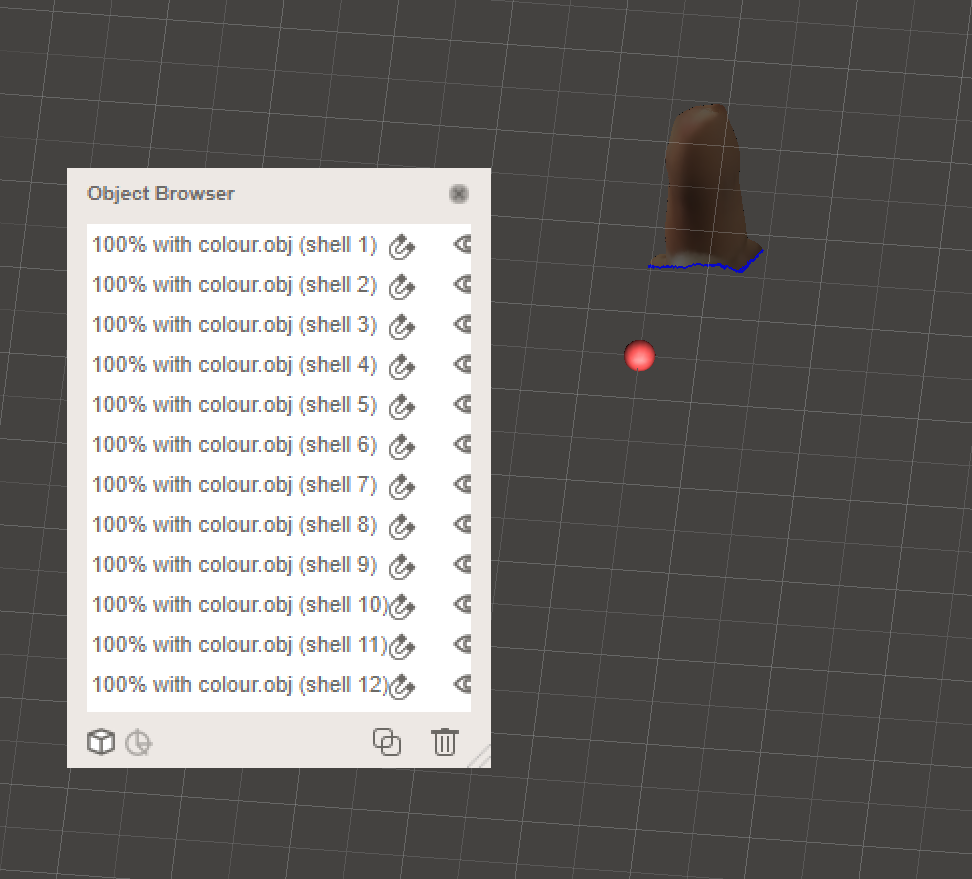 Object Browser
100% with colour.obj (shell 1)
100% with colour.obj (shell 2)
100% with colour.obj (shell 3)
100% with colour.obj (shell 4)
100% with colour.obj (shell 5)
100% with colour.obj (shell 6)
100% with colour.obj (shell 7)
100% with colour.obj (shell 8)
100% with colour.obj (shell 9)
100% with colour.obj (shell 10)
100% with colour.obj (shell 11)
100% with colour.obj (shell 12)